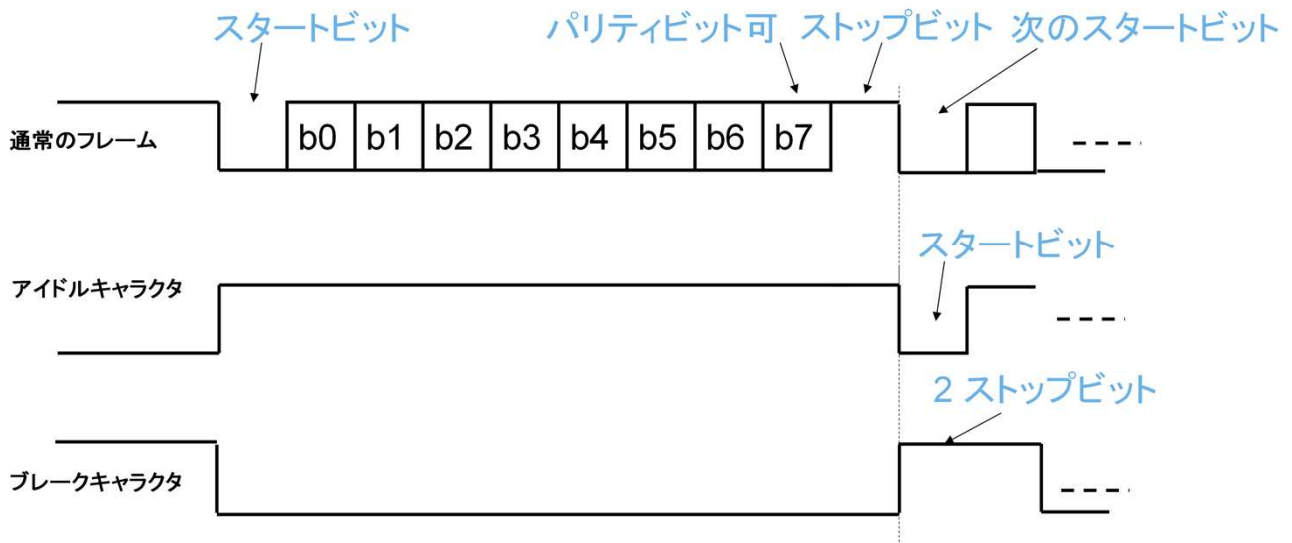 スタートビット パリティビット可 ストップビット 次のスタートビット
通常のフレーム b0 b1 b2 b3 b4 b5 b6 b7
スタートビット
アイドルキャラクタ
2 ストップビット
ブレークキャラクタ